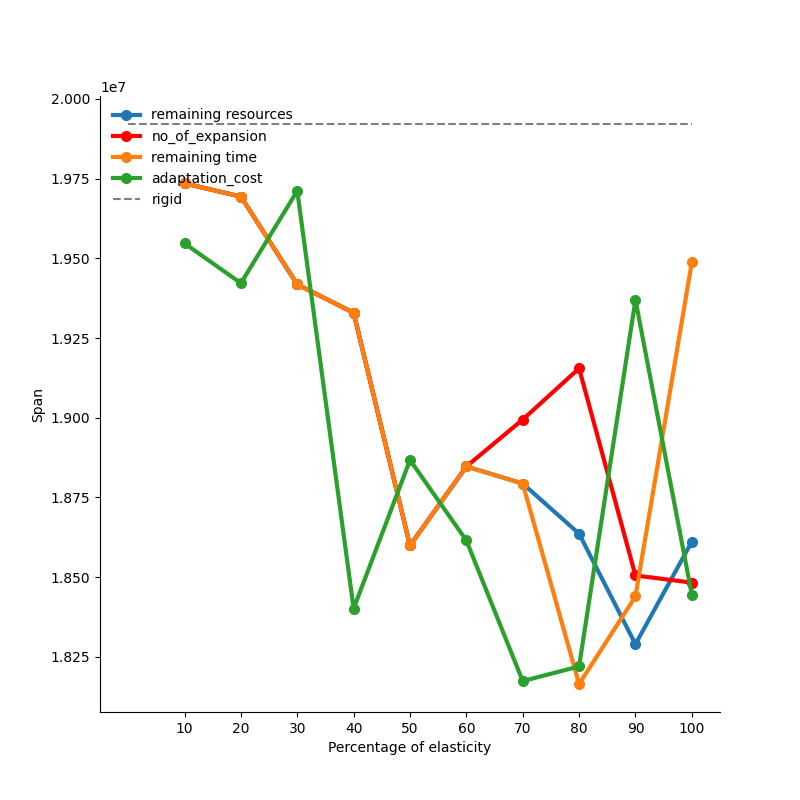 1e7
2.000
1.975
1.950
1.925
1.900
1.875
1.850
1.825
Span
remaining resources
no_of_expansion
remaining time
adaptation_cost
rigid
10 20 30 40 50 60 70 80 90 100
Percentage of elasticity